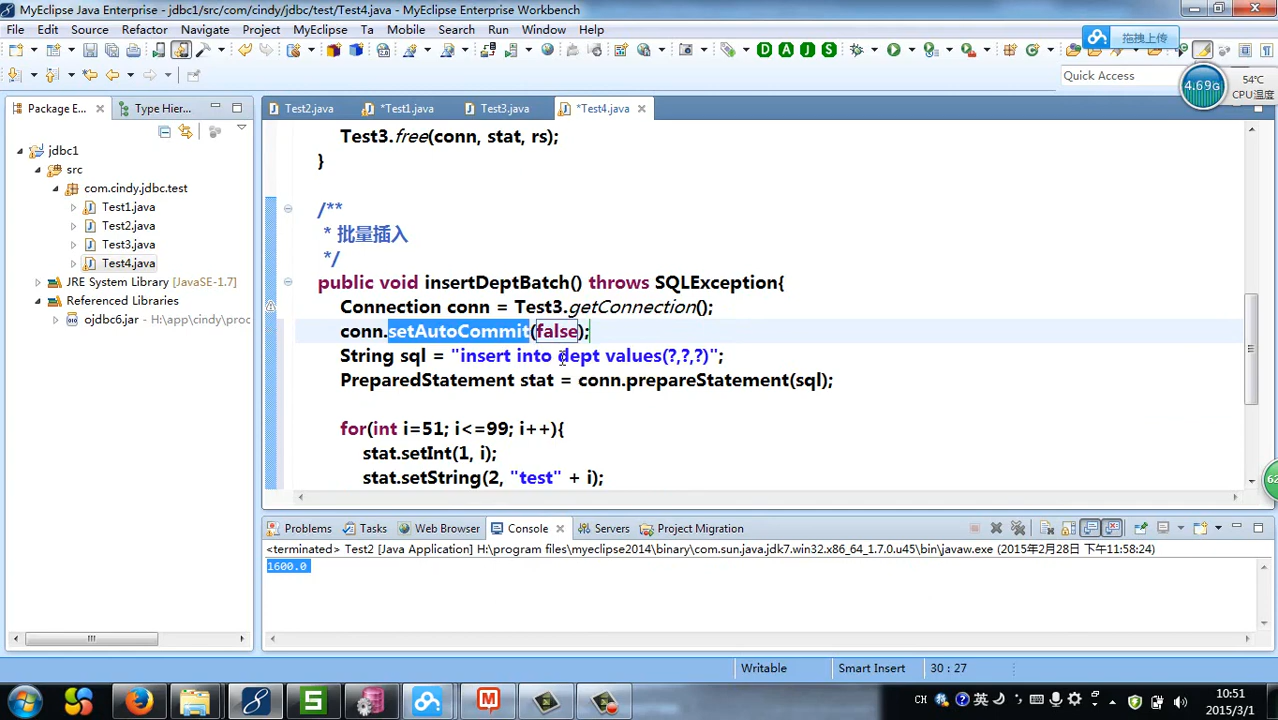 MyEclipse Java Enterprise - jdbc1/src/com/cindy/jdbc/test/Test4.java - MyEclipse Enterprise Workbench
File Edit Source Refactor Navigate Project MyEclipse Ta Mobile Search Run Window Help
拖拽上传
Quick Access
4.69G
54℃
CPU温度
Package E... Type Hier...
Test2.java *Test1.java Test3.java *Test4.java
jdbc1
src
com.cindy.jdbc.test
Test1.java
Test2.java
Test3.java
Test4.java
JRE System Library [JavaSE-1.7]
Referenced Libraries
ojdbc6.jar - H:\app\cindy\proc
Test3.free(conn, stat, rs);
}
/**
* 批量插入
*/
public void insertDeptBatch() throws SQLException{
Connection conn = Test3.getConnection();
conn.setAutoCommit(false);
String sql = "insert into dept values(?,?,?)";
PreparedStatement stat = conn.prepareStatement(sql);
for(int i=51; i<=99; i++){
stat.setInt(1, i);
stat.setString(2, "test" + i);
62
Problems Tasks Web Browser Console Servers Project Migration
<terminated> Test2 [Java Application] H:\program files\myeclipse2014\binary\com.sun.java.jdk7.win32.x86_64_1.7.0.u45\bin\javaw.exe (2015年2月28日 下午11:58:24)
1600.0
Writable Smart Insert 30 : 27
CH 英
10:51
2015/3/1